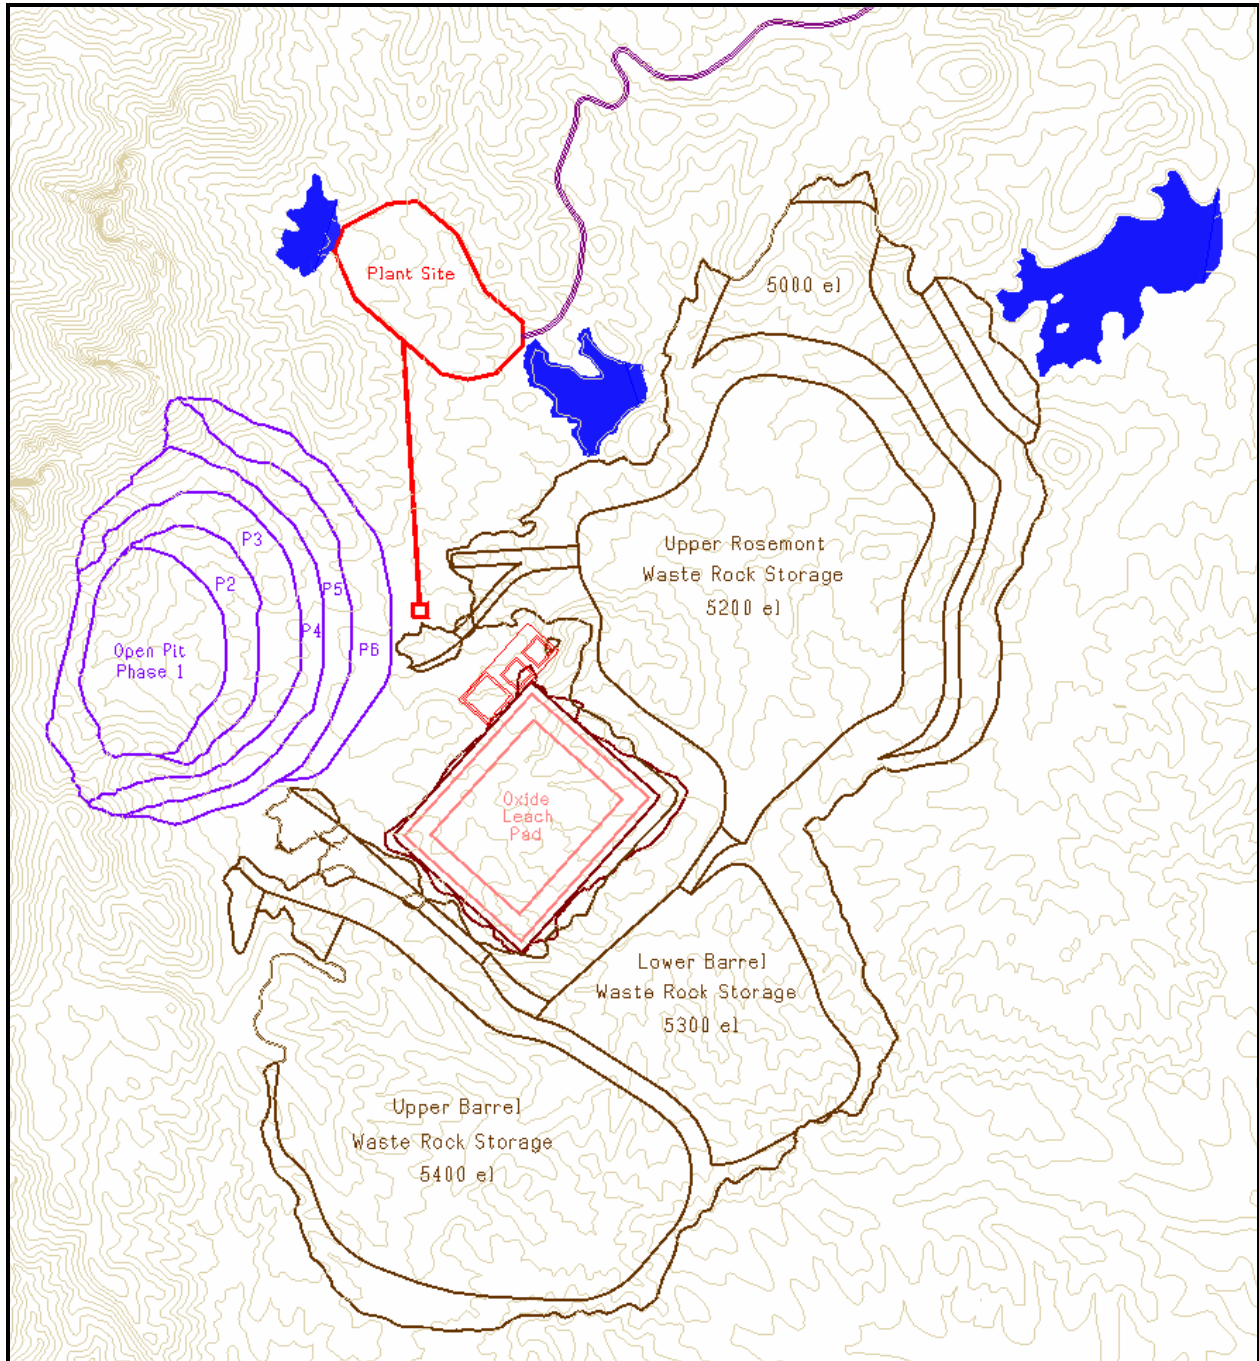 Plant Site
5000 el
Upper Rosemont
Waste Rock Storage
5200 el
P3
P2
P5
P4
P6
Open Pit
Phase 1
Oxide
Leach
Pad
Lower Barrel
Waste Rock Storage
5300 el
Upper Barrel
Waste Rock Storage
5400 el